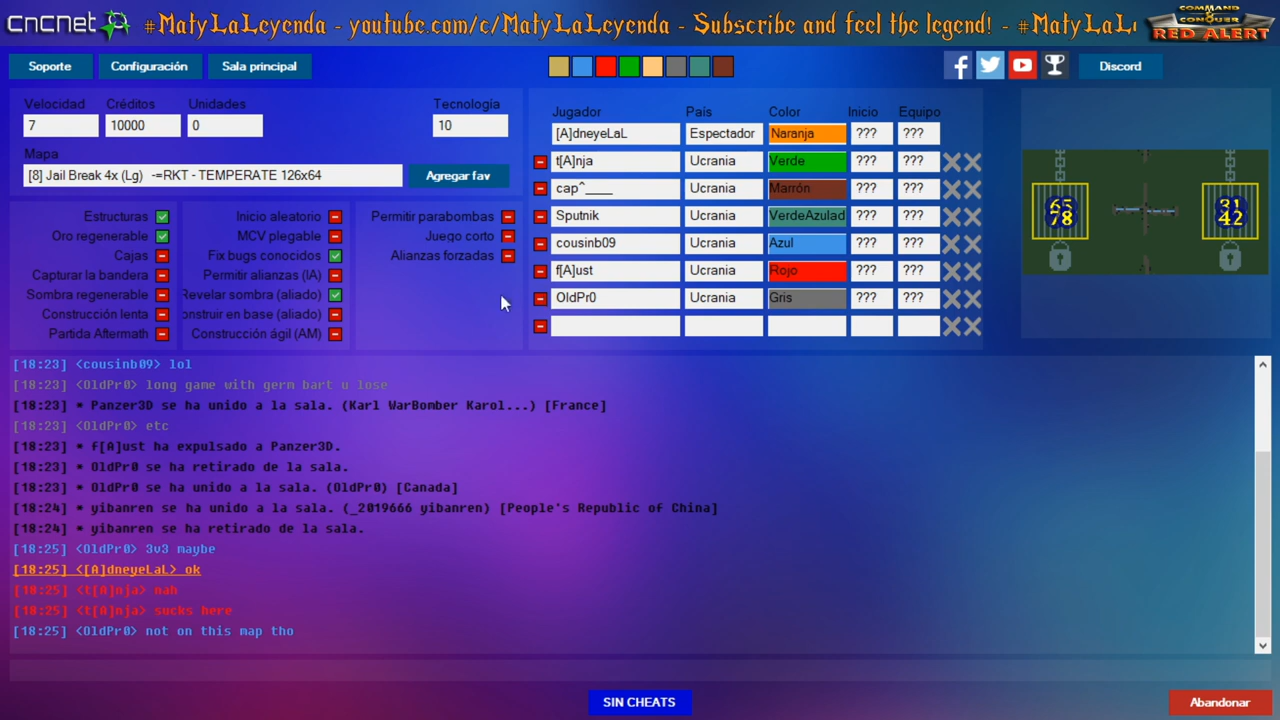 CnCNet #MatyLaLeyenda - youtube.com/c/MatyLaLeyenda - Subscribe and feel the legend! - #MatyLaL
COMMAND & CONQUER
RED ALERT
Soporte Configuración Sala principal Discord
Velocidad Créditos Unidades Tecnología
7 10000 0 10
Mapa
[8] Jail Break 4x (Lg) -=RKT - TEMPERATE 126x64 Agregar fav
Estructuras Inicio aleatorio Permitir parabombas
Oro regenerable MCV plegable Juego corto
Cajas Fix bugs conocidos Alianzas forzadas
Capturar la bandera Permitir alianzas (IA)
Sombra regenerable Revelar sombra (aliado)
Construcción lenta onstruir en base (aliado)
Partida Aftermath Construcción ágil (AM)
Jugador País Color Inicio Equipo
[A]dneyeLaL Espectador Naranja ??? ???
t[A]nja Ucrania Verde ??? ???
cap^____ Ucrania Marrón ??? ???
Sputnik Ucrania VerdeAzulad ??? ???
cousinb09 Ucrania Azul ??? ???
f[A]ust Ucrania Rojo ??? ???
OldPr0 Ucrania Gris ??? ???
65 31
78 42
[18:23] <cousinb09> lol
[18:23] <OldPr0> long game with germ bart u lose
[18:23] * Panzer3D se ha unido a la sala. (Karl WarBomber Karol...) [France]
[18:23] <OldPr0> etc
[18:23] * f[A]ust ha expulsado a Panzer3D.
[18:23] * OldPr0 se ha retirado de la sala.
[18:23] * OldPr0 se ha unido a la sala. (OldPr0) [Canada]
[18:24] * yibanren se ha unido a la sala. (_2019666 yibanren) [People's Republic of China]
[18:24] * yibanren se ha retirado de la sala.
[18:25] <OldPr0> 3v3 maybe
[18:25] <[A]dneyeLaL> ok
[18:25] <t[A]nja> nah
[18:25] <t[A]nja> sucks here
[18:25] <OldPr0> not on this map tho
SIN CHEATS Abandonar